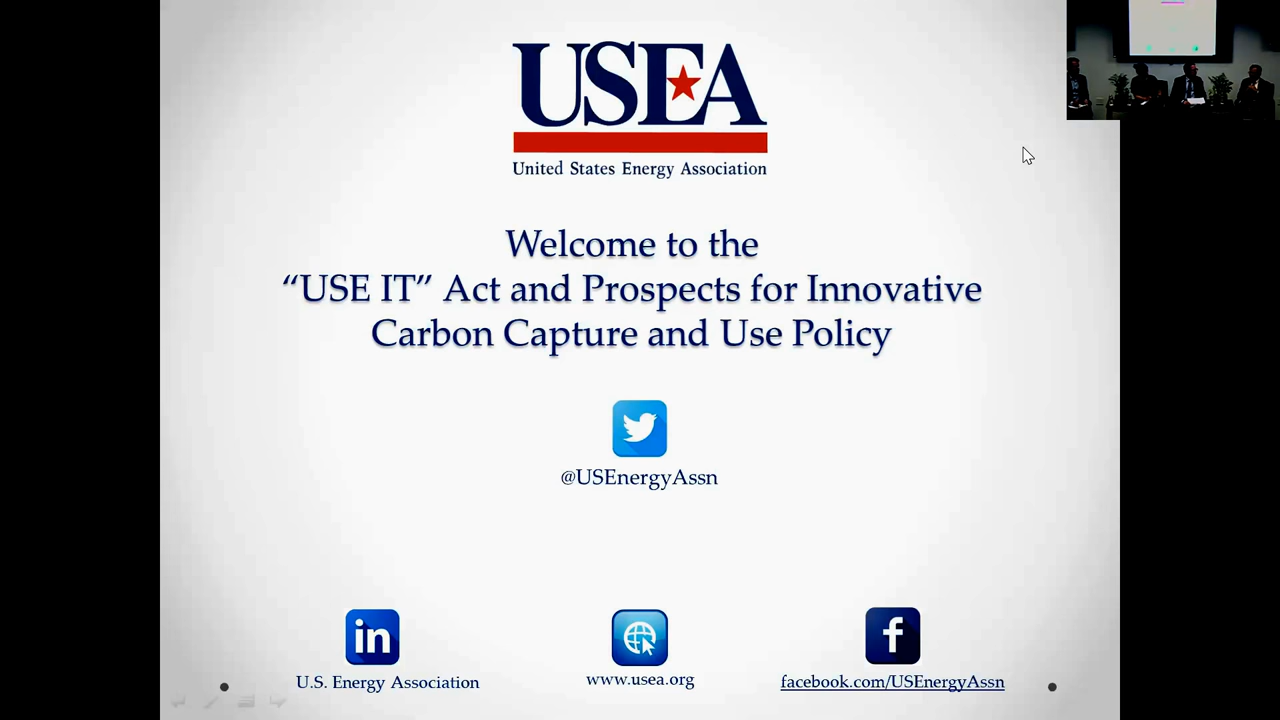 USEA
United States Energy Association
Welcome to the
“USE IT” Act and Prospects for Innovative
Carbon Capture and Use Policy
@USEnergyAssn
in
U.S. Energy Association
www.usea.org
f
facebook.com/USEnergyAssn